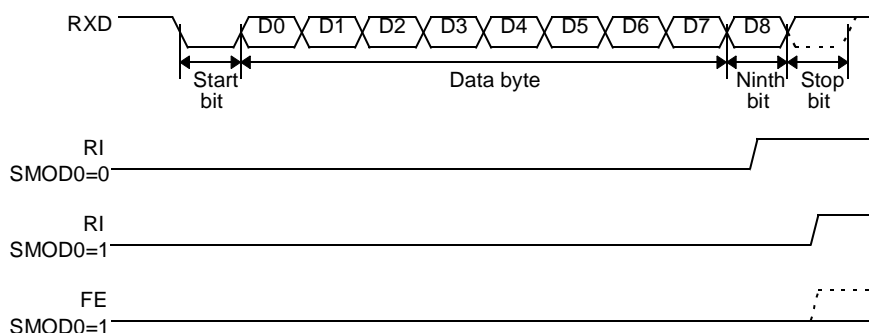 RXD D0 D1 D2 D3 D4 D5 D6 D7 D8
Start bit
Data byte
Ninth bit
Stop bit
RI
SMOD0=0
RI
SMOD0=1
FE
SMOD0=1